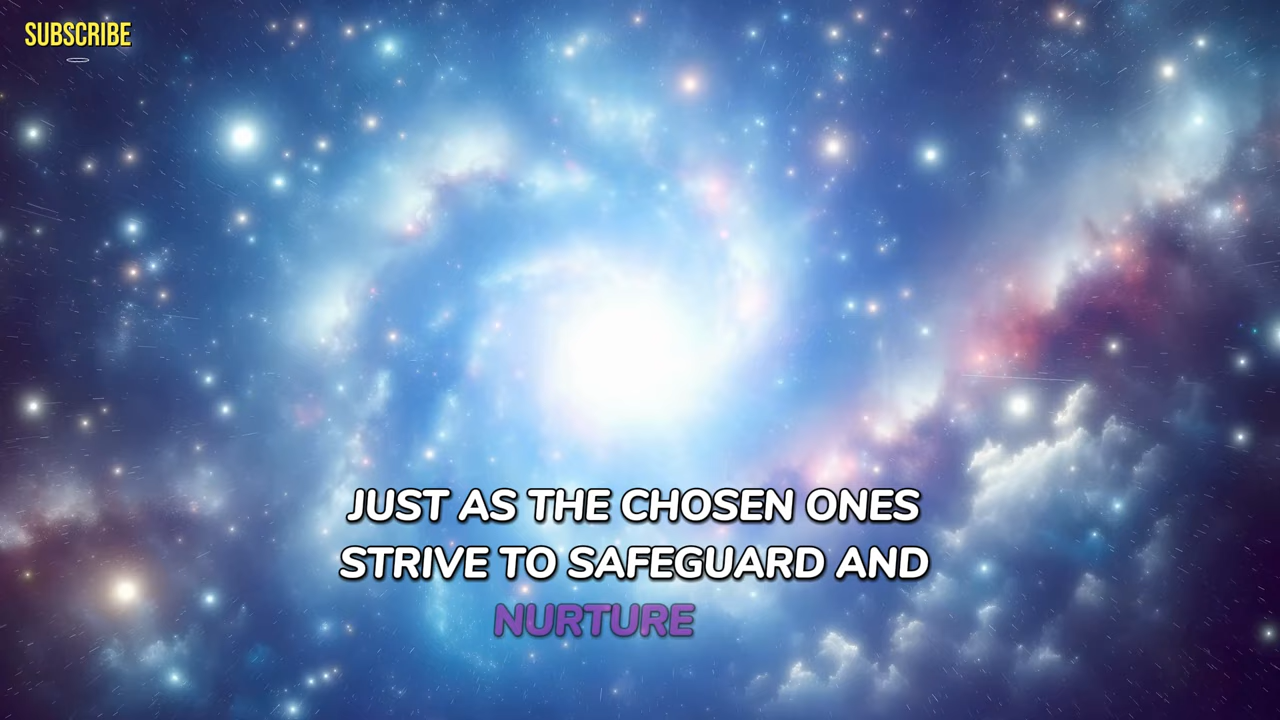 SUBSCRIBE
JUST AS THE CHOSEN ONES
STRIVE TO SAFEGUARD AND
NURTURE